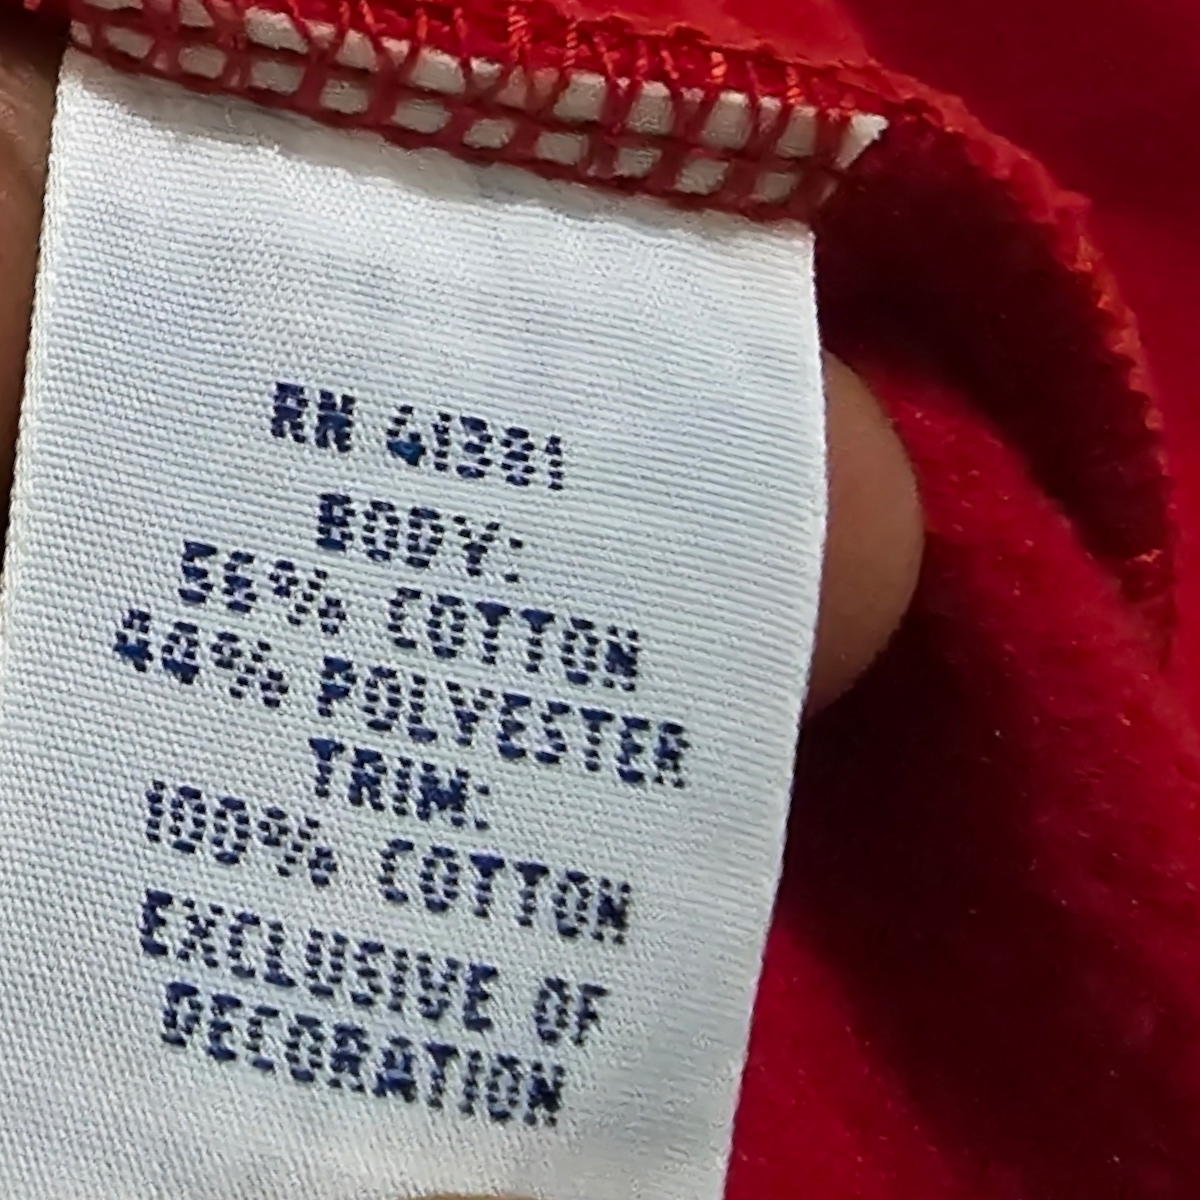 RN 41381
BODY:
56% COTTON
44% POLYESTER
TRIM:
100% COTTON
EXCLUSIVE OF
DECORATION